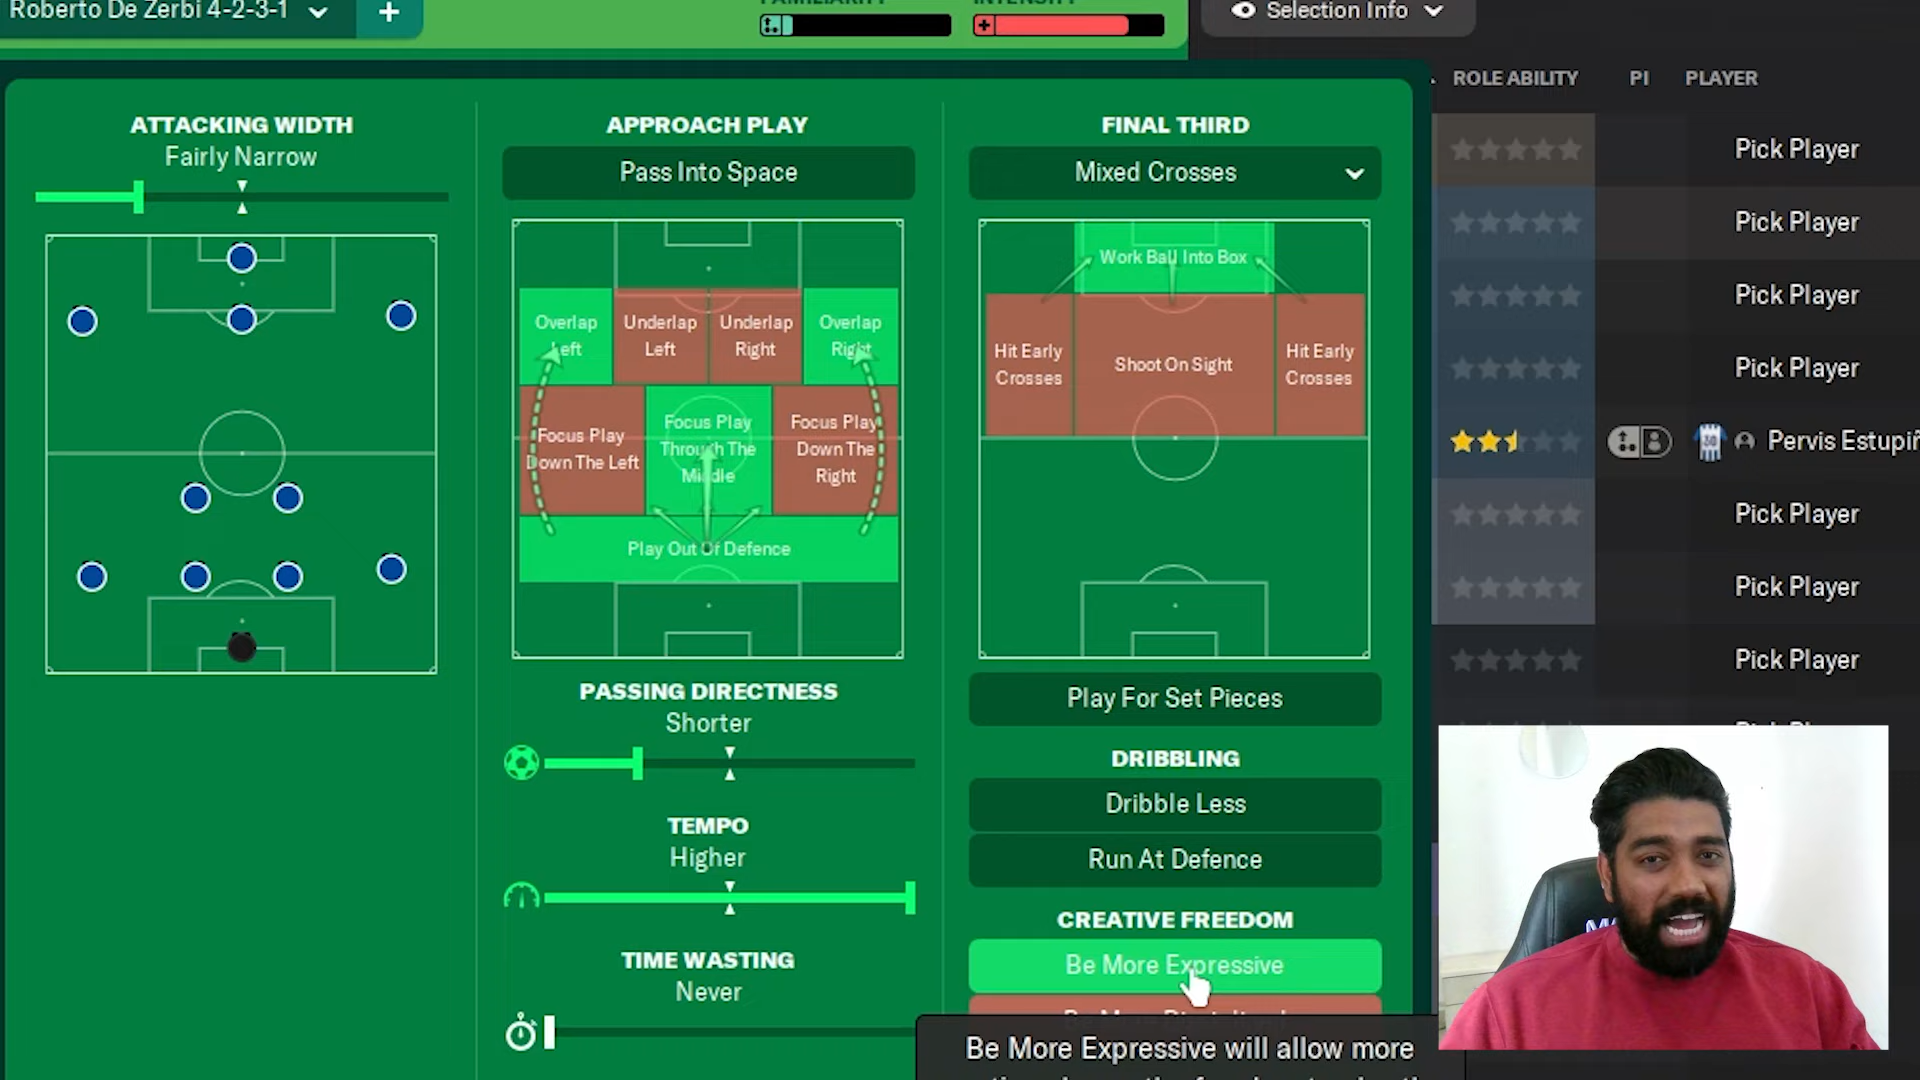 Roberto De Zerbi 4-2-3-1
+
FAMILIARITY
INTENSITY
Selection Info
ROLE ABILITY
PI
PLAYER
ATTACKING WIDTH
Fairly Narrow
APPROACH PLAY
Pass Into Space
Overlap
Left
Underlap
Left
Underlap
Right
Overlap
Right
Focus Play
Down The Left
Focus Play
Through The
Middle
Focus Play
Down The
Right
Play Out Of Defence
PASSING DIRECTNESS
Shorter
TEMPO
Higher
TIME WASTING
Never
FINAL THIRD
Mixed Crosses
Work Ball Into Box
Hit Early
Crosses
Shoot On Sight
Hit Early
Crosses
Play For Set Pieces
DRIBBLING
Dribble Less
Run At Defence
CREATIVE FREEDOM
Be More Expressive
Be More Expressive will allow more
Pick Player
Pick Player
Pick Player
Pick Player
30
Pervis Estupiñ
Pick Player
Pick Player
Pick Player